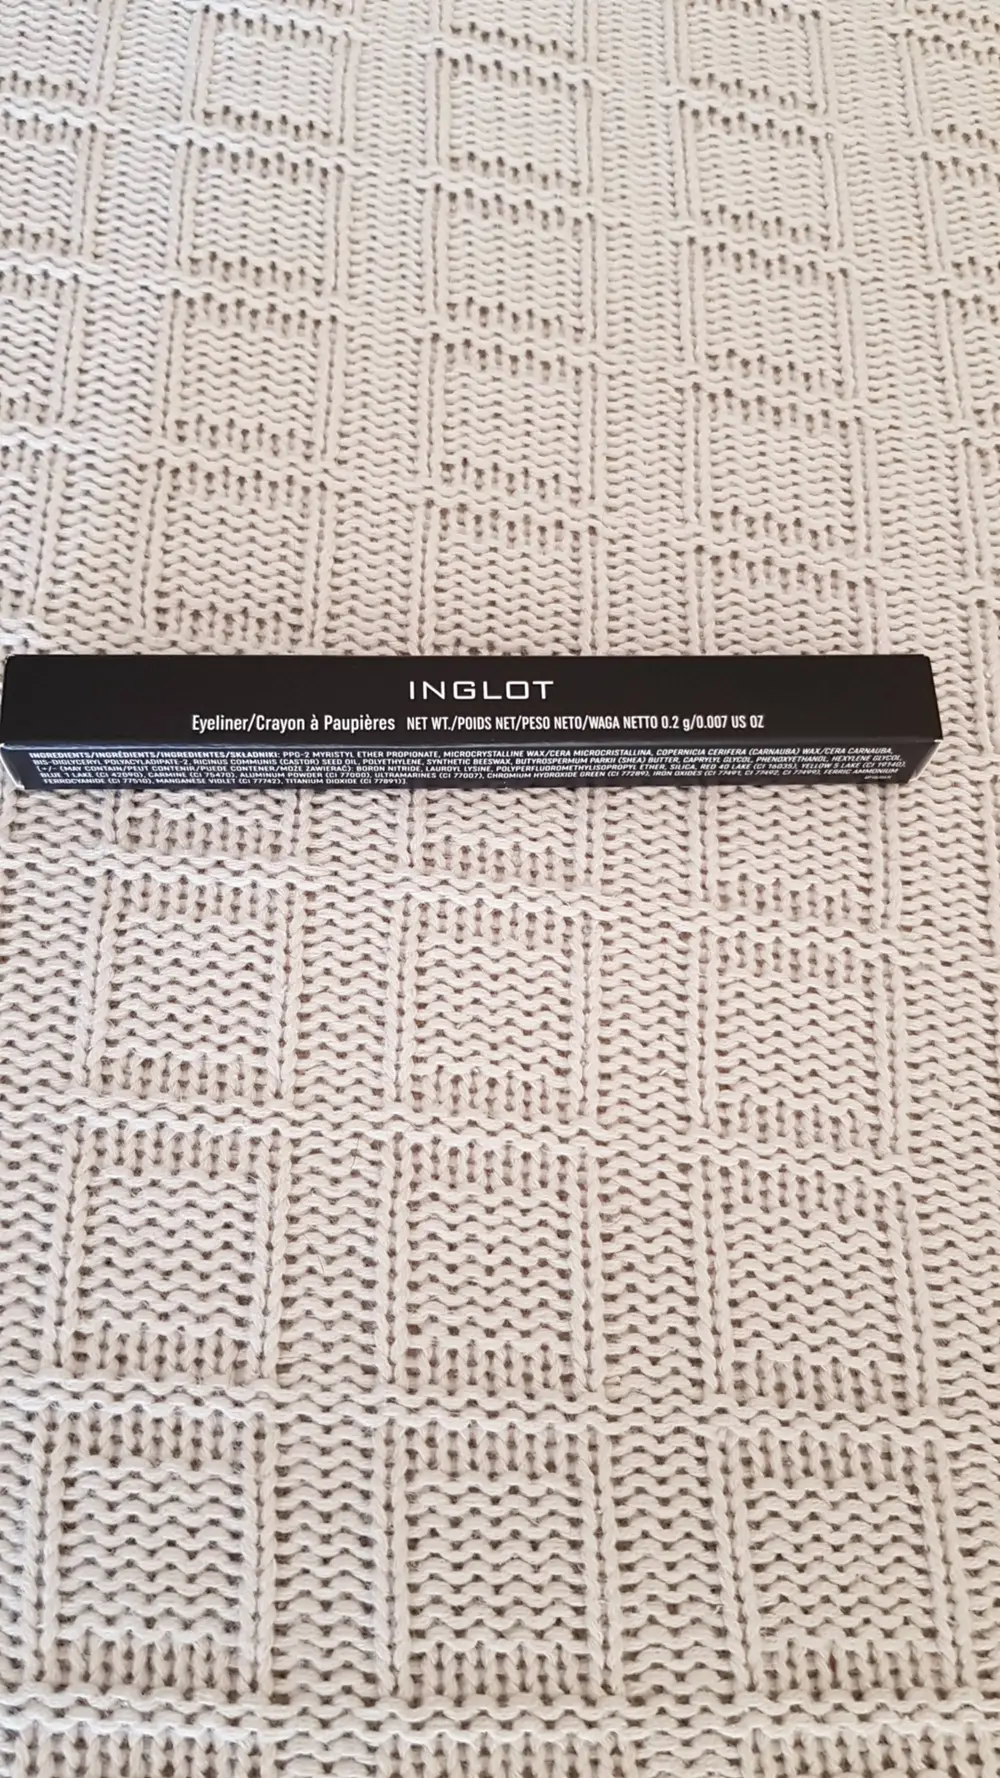 INGLOT
Eyeliner/Crayon à Paupières NET WT./POIDS NET/PESO NETO/WAGA NETTO 0.2 g/0.007 US OZ
INGREDIENTS/INGRÉDIENTS/INGREDIENTES/SKŁADNIKI: PPG-2 MYRISTYL ETHER PROPIONATE, MICROCRYSTALLINE WAX/CERA MICROCRISTALLINA, COPERNICIA CERIFERA (CARNAUBA) WAX/CERA CARNAUBA,
BIS-DIGLYCERYL POLYACYLADIPATE-2, RICINUS COMMUNIS (CASTOR) SEED OIL, POLYETHYLENE, SYNTHETIC BEESWAX, BUTYROSPERMUM PARKII (SHEA) BUTTER, CAPRYLYL GLYCOL, PHENOXYETHANOL, HEXYLENE GLYCOL,
[+/- (MAY CONTAIN/PEUT CONTENIR/PUEDE CONTENER/MOŻE ZAWIERAĆ): BORON NITRIDE, LAUROYL LYSINE, POLYPERFLUOROMETHYLISOPROPYL ETHER, SILICA, RED 40 LAKE (CI 16035), YELLOW 5 LAKE (CI 19140),
BLUE 1 LAKE (CI 42090), CARMINE (CI 75470), ALUMINUM POWDER (CI 77000), ULTRAMARINES (CI 77007), CHROMIUM HYDROXIDE GREEN (CI 77289), IRON OXIDES (CI 77491, CI 77492, CI 77499), FERRIC AMMONIUM
FERROCYANIDE (CI 77510), MANGANESE VIOLET (CI 77742), TITANIUM DIOXIDE (CI 77891)]